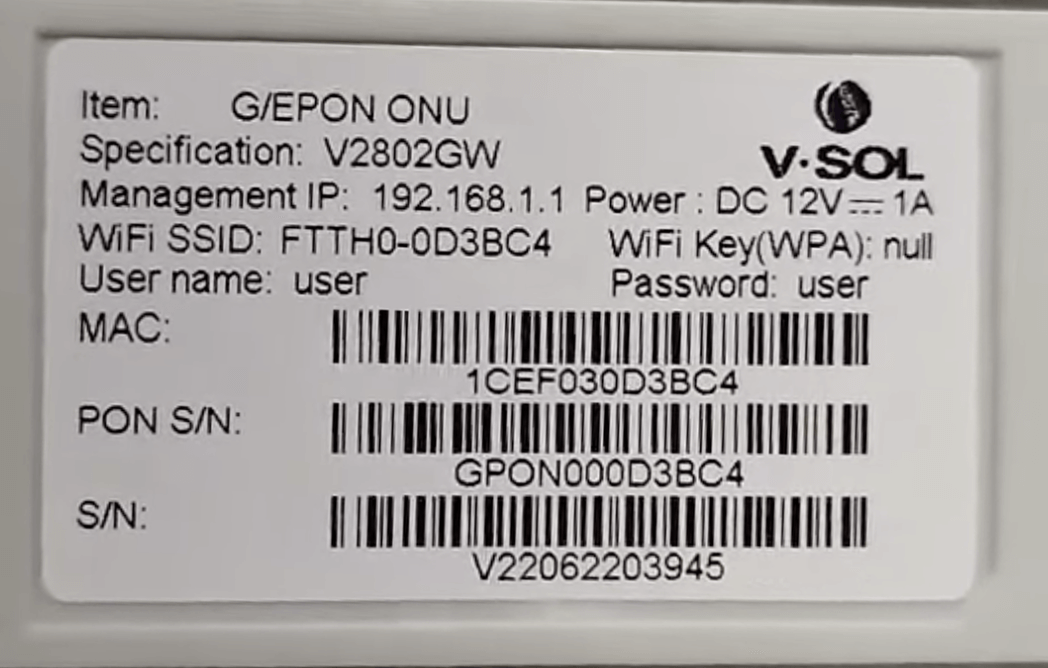 Item: G/EPON ONU
Specification: V2802GW
V·SOL
Management IP: 192.168.1.1 Power : DC 12V⎓1A
WiFi SSID: FTTH0-0D3BC4 WiFi Key(WPA): null
User name: user Password: user
MAC:
1CEF030D3BC4
PON S/N:
GPON000D3BC4
S/N:
V22062203945